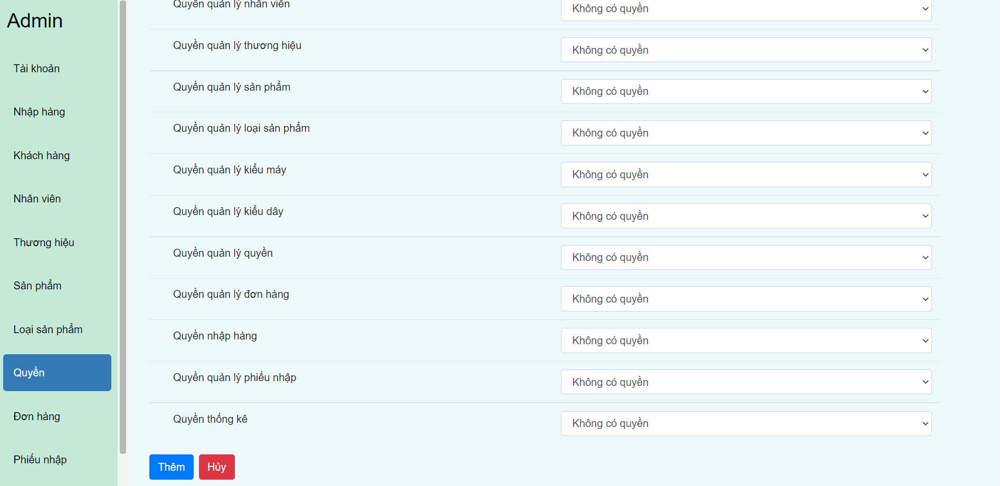 Admin
Tài khoản
Nhập hàng
Khách hàng
Nhân viên
Thương hiệu
Sản phẩm
Loại sản phẩm
Quyền
Đơn hàng
Phiếu nhập
Quyền quản lý nhân viên
Không có quyền
Quyền quản lý thương hiệu
Không có quyền
Quyền quản lý sản phẩm
Không có quyền
Quyền quản lý loại sản phẩm
Không có quyền
Quyền quản lý kiểu máy
Không có quyền
Quyền quản lý kiểu dây
Không có quyền
Quyền quản lý quyền
Không có quyền
Quyền quản lý đơn hàng
Không có quyền
Quyền nhập hàng
Không có quyền
Quyền quản lý phiếu nhập
Không có quyền
Quyền thống kê
Không có quyền
Thêm
Hủy